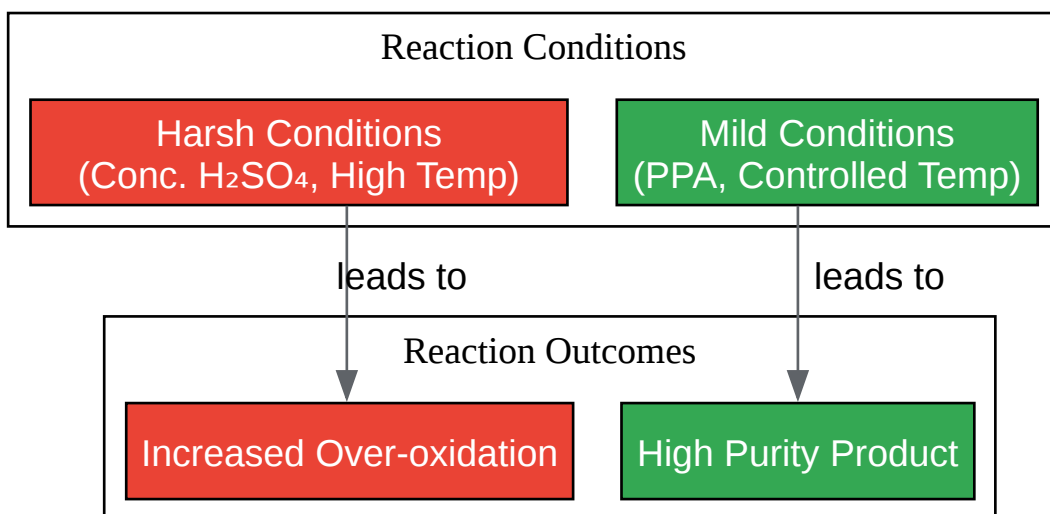 Reaction Conditions
Harsh Conditions
(Conc. H₂SO₄, High Temp)
Mild Conditions
(PPA, Controlled Temp)
leads to
leads to
Reaction Outcomes
Increased Over-oxidation
High Purity Product